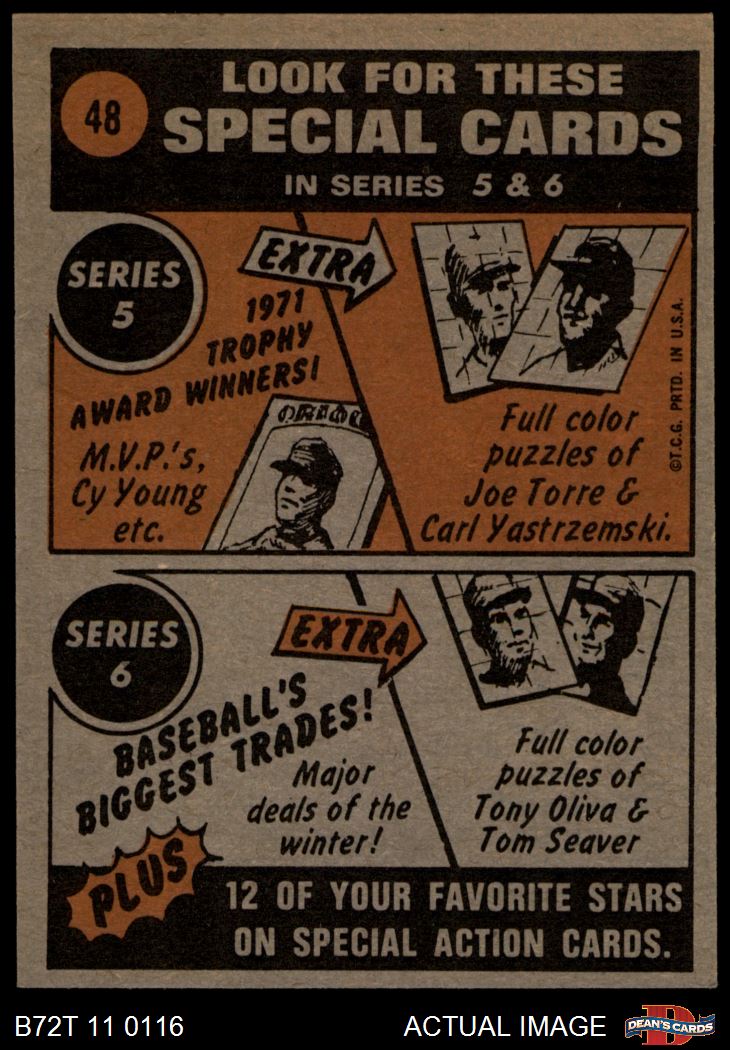 48
LOOK FOR THESE
SPECIAL CARDS
IN SERIES 5 & 6
SERIES
5
EXTRA
1971
TROPHY
AWARD WINNERS!
M.V.P.'s,
Cy Young
etc.
Full color
puzzles of
Joe Torre &
Carl Yastrzemski.
©T.C.G. PRTD. IN U.S.A.
SERIES
6
EXTRA
BASEBALL'S
BIGGEST TRADES!
Major
deals of the
winter!
Full color
puzzles of
Tony Oliva &
Tom Seaver
PLUS
12 OF YOUR FAVORITE STARS
ON SPECIAL ACTION CARDS.
B72T 11 0116
ACTUAL IMAGE
DEAN'S CARDS